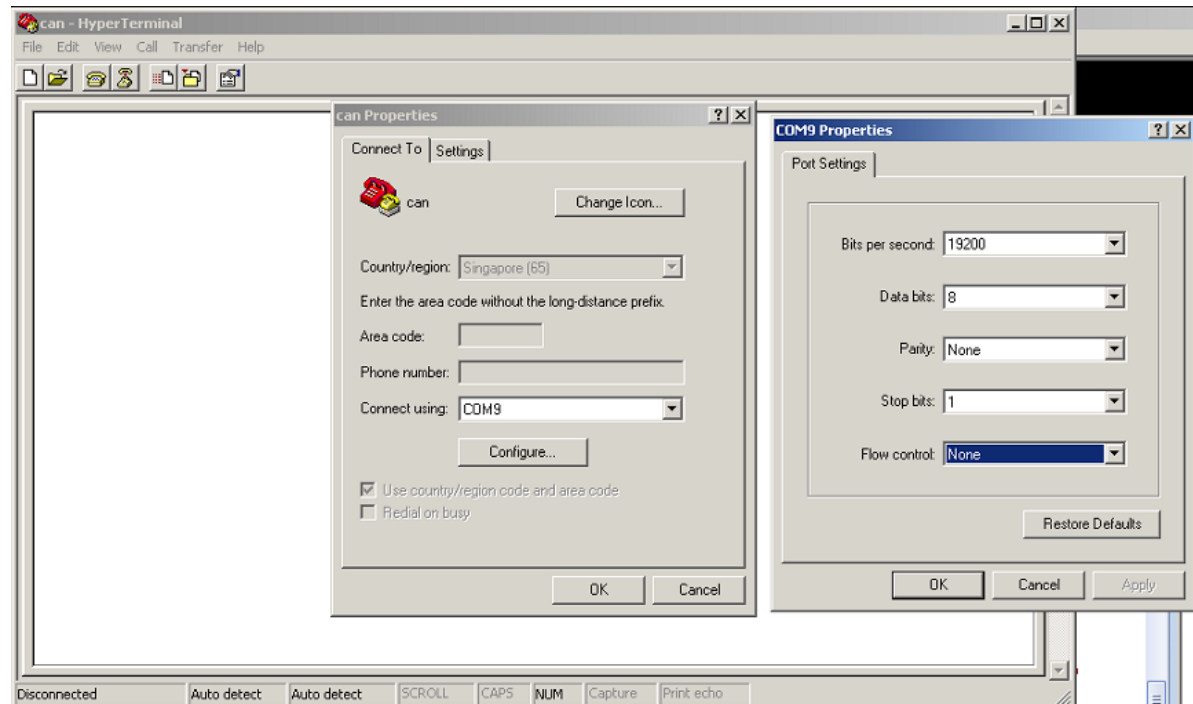 can - HyperTerminal
File Edit View Call Transfer Help
can Properties
Connect To Settings
can
Change Icon...
Country/region: Singapore (65)
Enter the area code without the long-distance prefix.
Area code:
Phone number:
Connect using: COM9
Configure...
Use country/region code and area code
Redial on busy
OK Cancel
COM9 Properties
Port Settings
Bits per second: 19200
Data bits: 8
Parity: None
Stop bits: 1
Flow control: None
Restore Defaults
OK Cancel Apply
Disconnected Auto detect Auto detect SCROLL CAPS NUM Capture Print echo